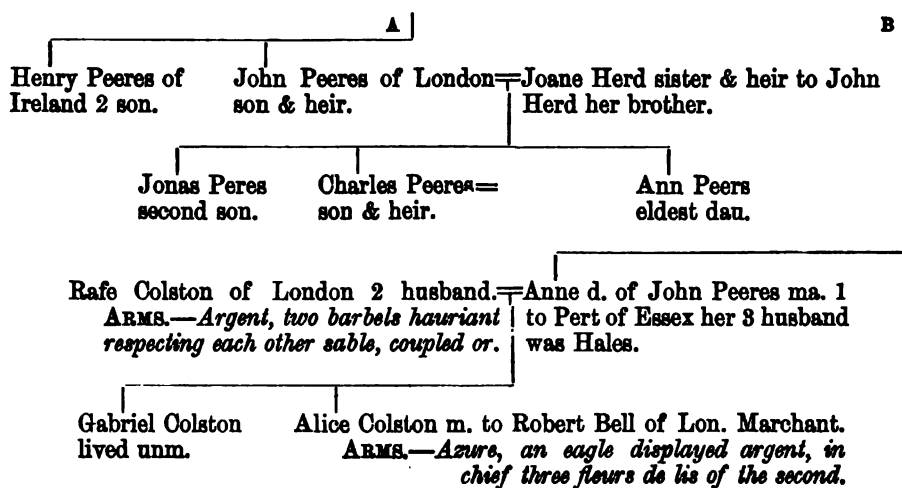 A B
Henry Peeres of John Peeres of London=Joane Herd sister & heir to John
Ireland 2 son. son & heir. Herd her brother.
Jonas Peres Charles Peeres= Ann Peers
second son. son & heir. eldest dau.
Rafe Colston of London 2 husband.=Anne d. of John Peeres ma. 1
ARMS.—Argent, two barbels hauriant to Pert of Essex her 3 husband
respecting each other sable, coupled or. was Hales.
Gabriel Colston Alice Colston m. to Robert Bell of Lon. Marchant.
lived unm. ARMS.—Azure, an eagle displayed argent, in
chief three fleurs de lis of the second.